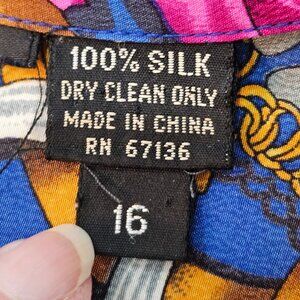 100% SILK
DRY CLEAN ONLY
MADE IN CHINA
RN 67136
16